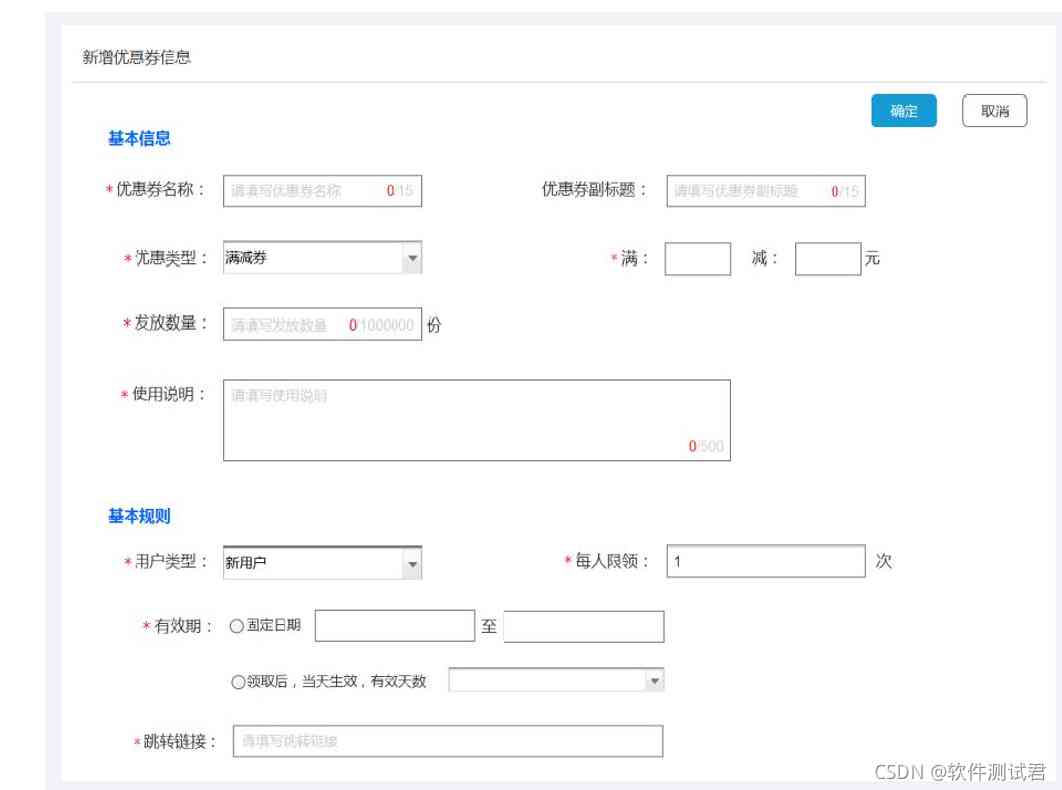 新增优惠券信息
确定 取消
基本信息
*优惠券名称： 请填写优惠券名称 0/15 优惠券副标题： 请填写优惠券副标题 0/15
*优惠类型： 满减券 *满： 减： 元
*发放数量： 请填写发放数量 0/1000000 份
*使用说明： 请填写使用说明
0/500
基本规则
*用户类型： 新用户 *每人限领： 1 次
*有效期： 固定日期 至
领取后，当天生效，有效天数
*跳转链接： 请填写跳转链接
CSDN @软件测试君